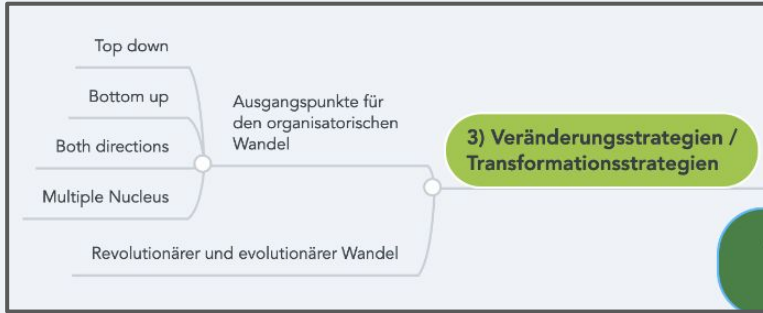 Top down
Bottom up
Both directions
Multiple Nucleus
Ausgangspunkte für
den organisatorischen
Wandel
Revolutionärer und evolutionärer Wandel
3) Veränderungsstrategien /
Transformationsstrategien